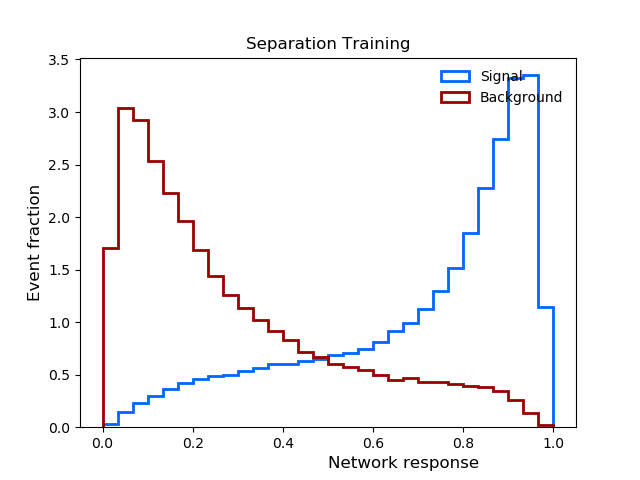 Separation Training
Signal
Background
Event fraction
3.5
3.0
2.5
2.0
1.5
1.0
0.5
0.0
0.0 0.2 0.4 0.6 0.8 1.0
Network response